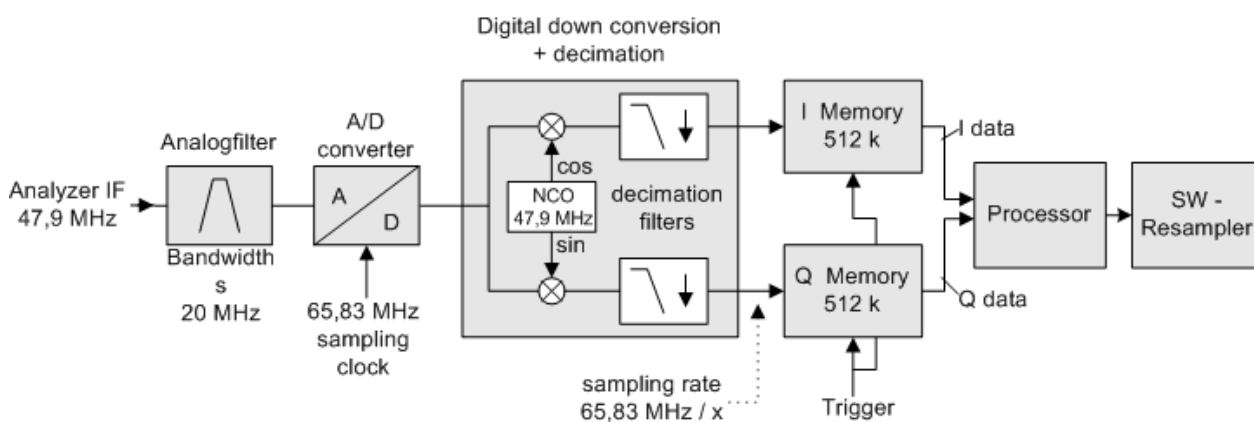 Digital down conversion
+ decimation
Analogfilter
A/D
converter
Analyzer IF
47,9 MHz
A
D
Bandwidth
s
20 MHz
65,83 MHz
sampling
clock
cos
NCO
47,9 MHz
sin
decimation
filters
I Memory
512 k
Q Memory
512 k
I data
Q data
Processor
SW -
Resampler
sampling rate
65,83 MHz / x
Trigger